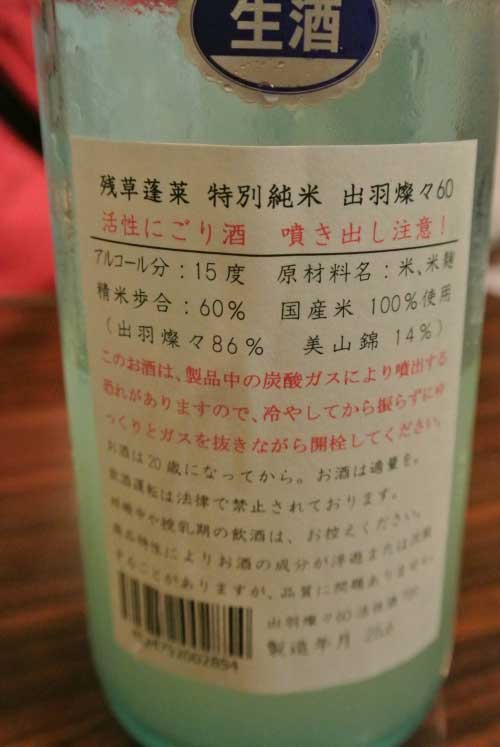 生酒
残草蓬莱 特別純米 出羽燦々60
活性にごり酒 噴き出し注意！
アルコール分：15度 原材料名：米、米麹
精米歩合：60% 国産米 100%使用
（出羽燦々86% 美山錦 14%）
このお酒は、製品中の炭酸ガスにより噴出する
恐れがありますので、冷やしてから振らずにゆ
っくりとガスを抜きながら開栓してください。
お酒は20歳になってから。お酒は適量を。
飲酒運転は法律で禁止されております。
妊娠中や授乳期の飲酒は、お控えください。
商品特性によりお酒の成分が浮遊または沈殿
することがありますが、品質に問題ありません。
出羽燦々60活性酒
製造年月 25.6